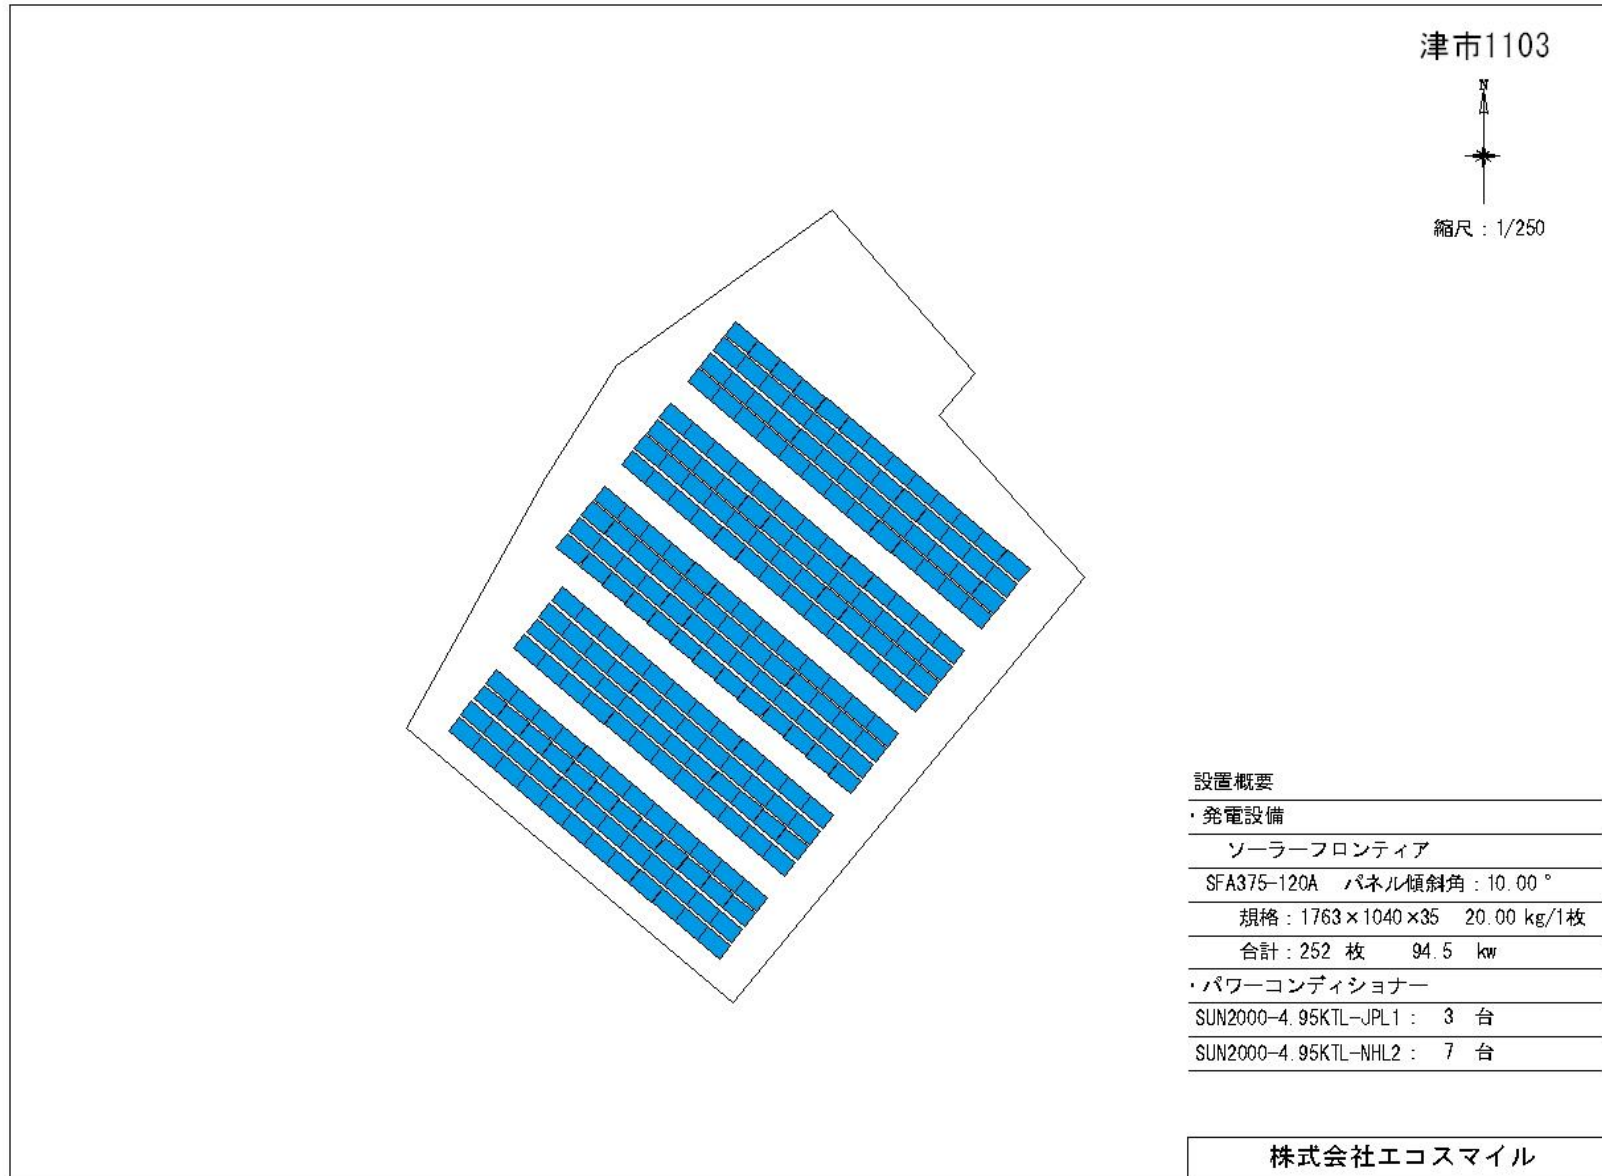 津市1103
N
縮尺：1/250
設置概要
・発電設備
ソーラーフロンティア
SFA375-120A パネル傾斜角：10.00°
規格：1763×1040×35 20.00 kg/1枚
合計：252 枚 94.5 kw
・パワーコンディショナー
SUN2000-4.95KTL-JPL1： 3 台
SUN2000-4.95KTL-NHL2： 7 台
株式会社エコスマイル